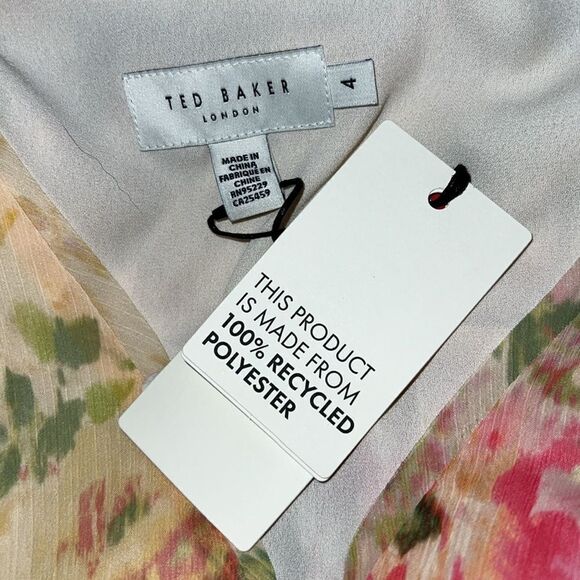 TED BAKER
LONDON
4
MADE IN
CHINA
FABRIQUÉ EN
CHINE
RN95229
CA25459
THIS PRODUCT
IS MADE FROM
100% RECYCLED
POLYESTER